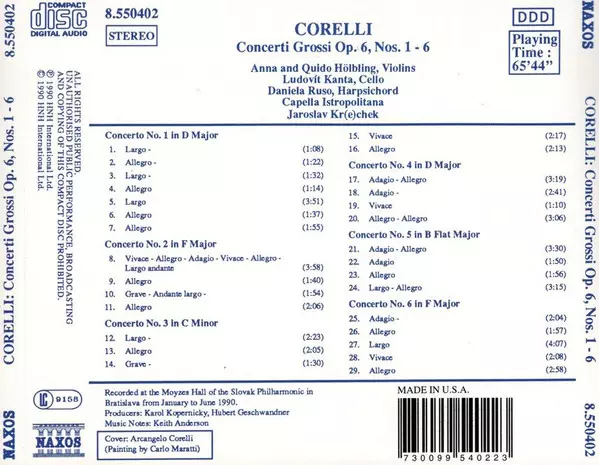 COMPACT
disc
DIGITAL AUDIO
8.550402
STEREO
CORELLI
Concerti Grossi Op. 6, Nos. 1 - 6
DDD
Playing
Time :
65'44"
Anna and Quido Hölbling, Violins
Ludovít Kanta, Cello
Daniela Ruso, Harpsichord
Capella Istropolitana
Jaroslav Kr(e)chek
Concerto No. 1 in D Major
1. Largo - (1:08)
2. Allegro - (1:22)
3. Largo - (1:32)
4. Allegro (1:14)
5. Largo (3:51)
6. Allegro (1:37)
7. Allegro (1:55)
Concerto No. 2 in F Major
8. Vivace - Allegro - Adagio - Vivace - Allegro -
Largo andante (3:58)
9. Allegro (1:40)
10. Grave - Andante largo - (1:54)
11. Allegro (2:06)
Concerto No. 3 in C Minor
12. Largo - (2:23)
13. Allegro (2:05)
14. Grave - (1:30)
15. Vivace (2:17)
16. Allegro (2:13)
Concerto No. 4 in D Major
17. Adagio - Allegro (3:19)
18. Adagio - (2:41)
19. Vivace (1:10)
20. Allegro - Allegro (3:06)
Concerto No. 5 in B Flat Major
21. Adagio - Allegro (3:30)
22. Adagio (1:50)
23. Allegro (1:56)
24. Largo - Allegro (3:15)
Concerto No. 6 in F Major
25. Adagio - (2:04)
26. Allegro (1:57)
27. Largo (4:07)
28. Vivace (2:08)
29. Allegro (2:58)
Recorded at the Moyzes Hall of the Slovak Philharmonic in
Bratislava from January to June 1990.
Producers: Karol Kopernicky, Hubert Geschwandner
Music Notes: Keith Anderson
Cover: Arcangelo Corelli
(Painting by Carlo Maratti)
MADE IN U.S.A.
7 30099 54022 3
LC 9158
NAXOS
ALL RIGHTS RESERVED.
UNAUTHORISED PUBLIC PERFORMANCE, BROADCASTING
AND COPYING OF THIS COMPACT DISC PROHIBITED.
℗ 1990 HNH International Ltd.
© 1990 HNH International Ltd.
NAXOS
CORELLI: Concerti Grossi Op. 6, Nos. 1 - 6
8.550402
NAXOS
CORELLI: Concerti Grossi Op. 6, Nos. 1 - 6
8.550402